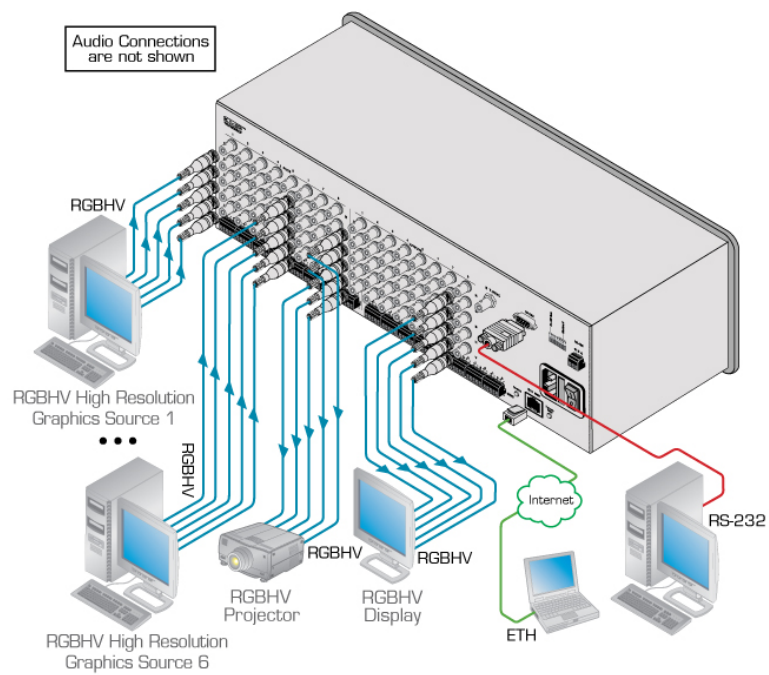 Audio Connections
are not shown
RGBHV
RGBHV High Resolution
Graphics Source 1
RGBHV
RGBHV High Resolution
Graphics Source 6
RGBHV
RGBHV
Projector
RGBHV
RGBHV
Display
Internet
ETH
RS-232